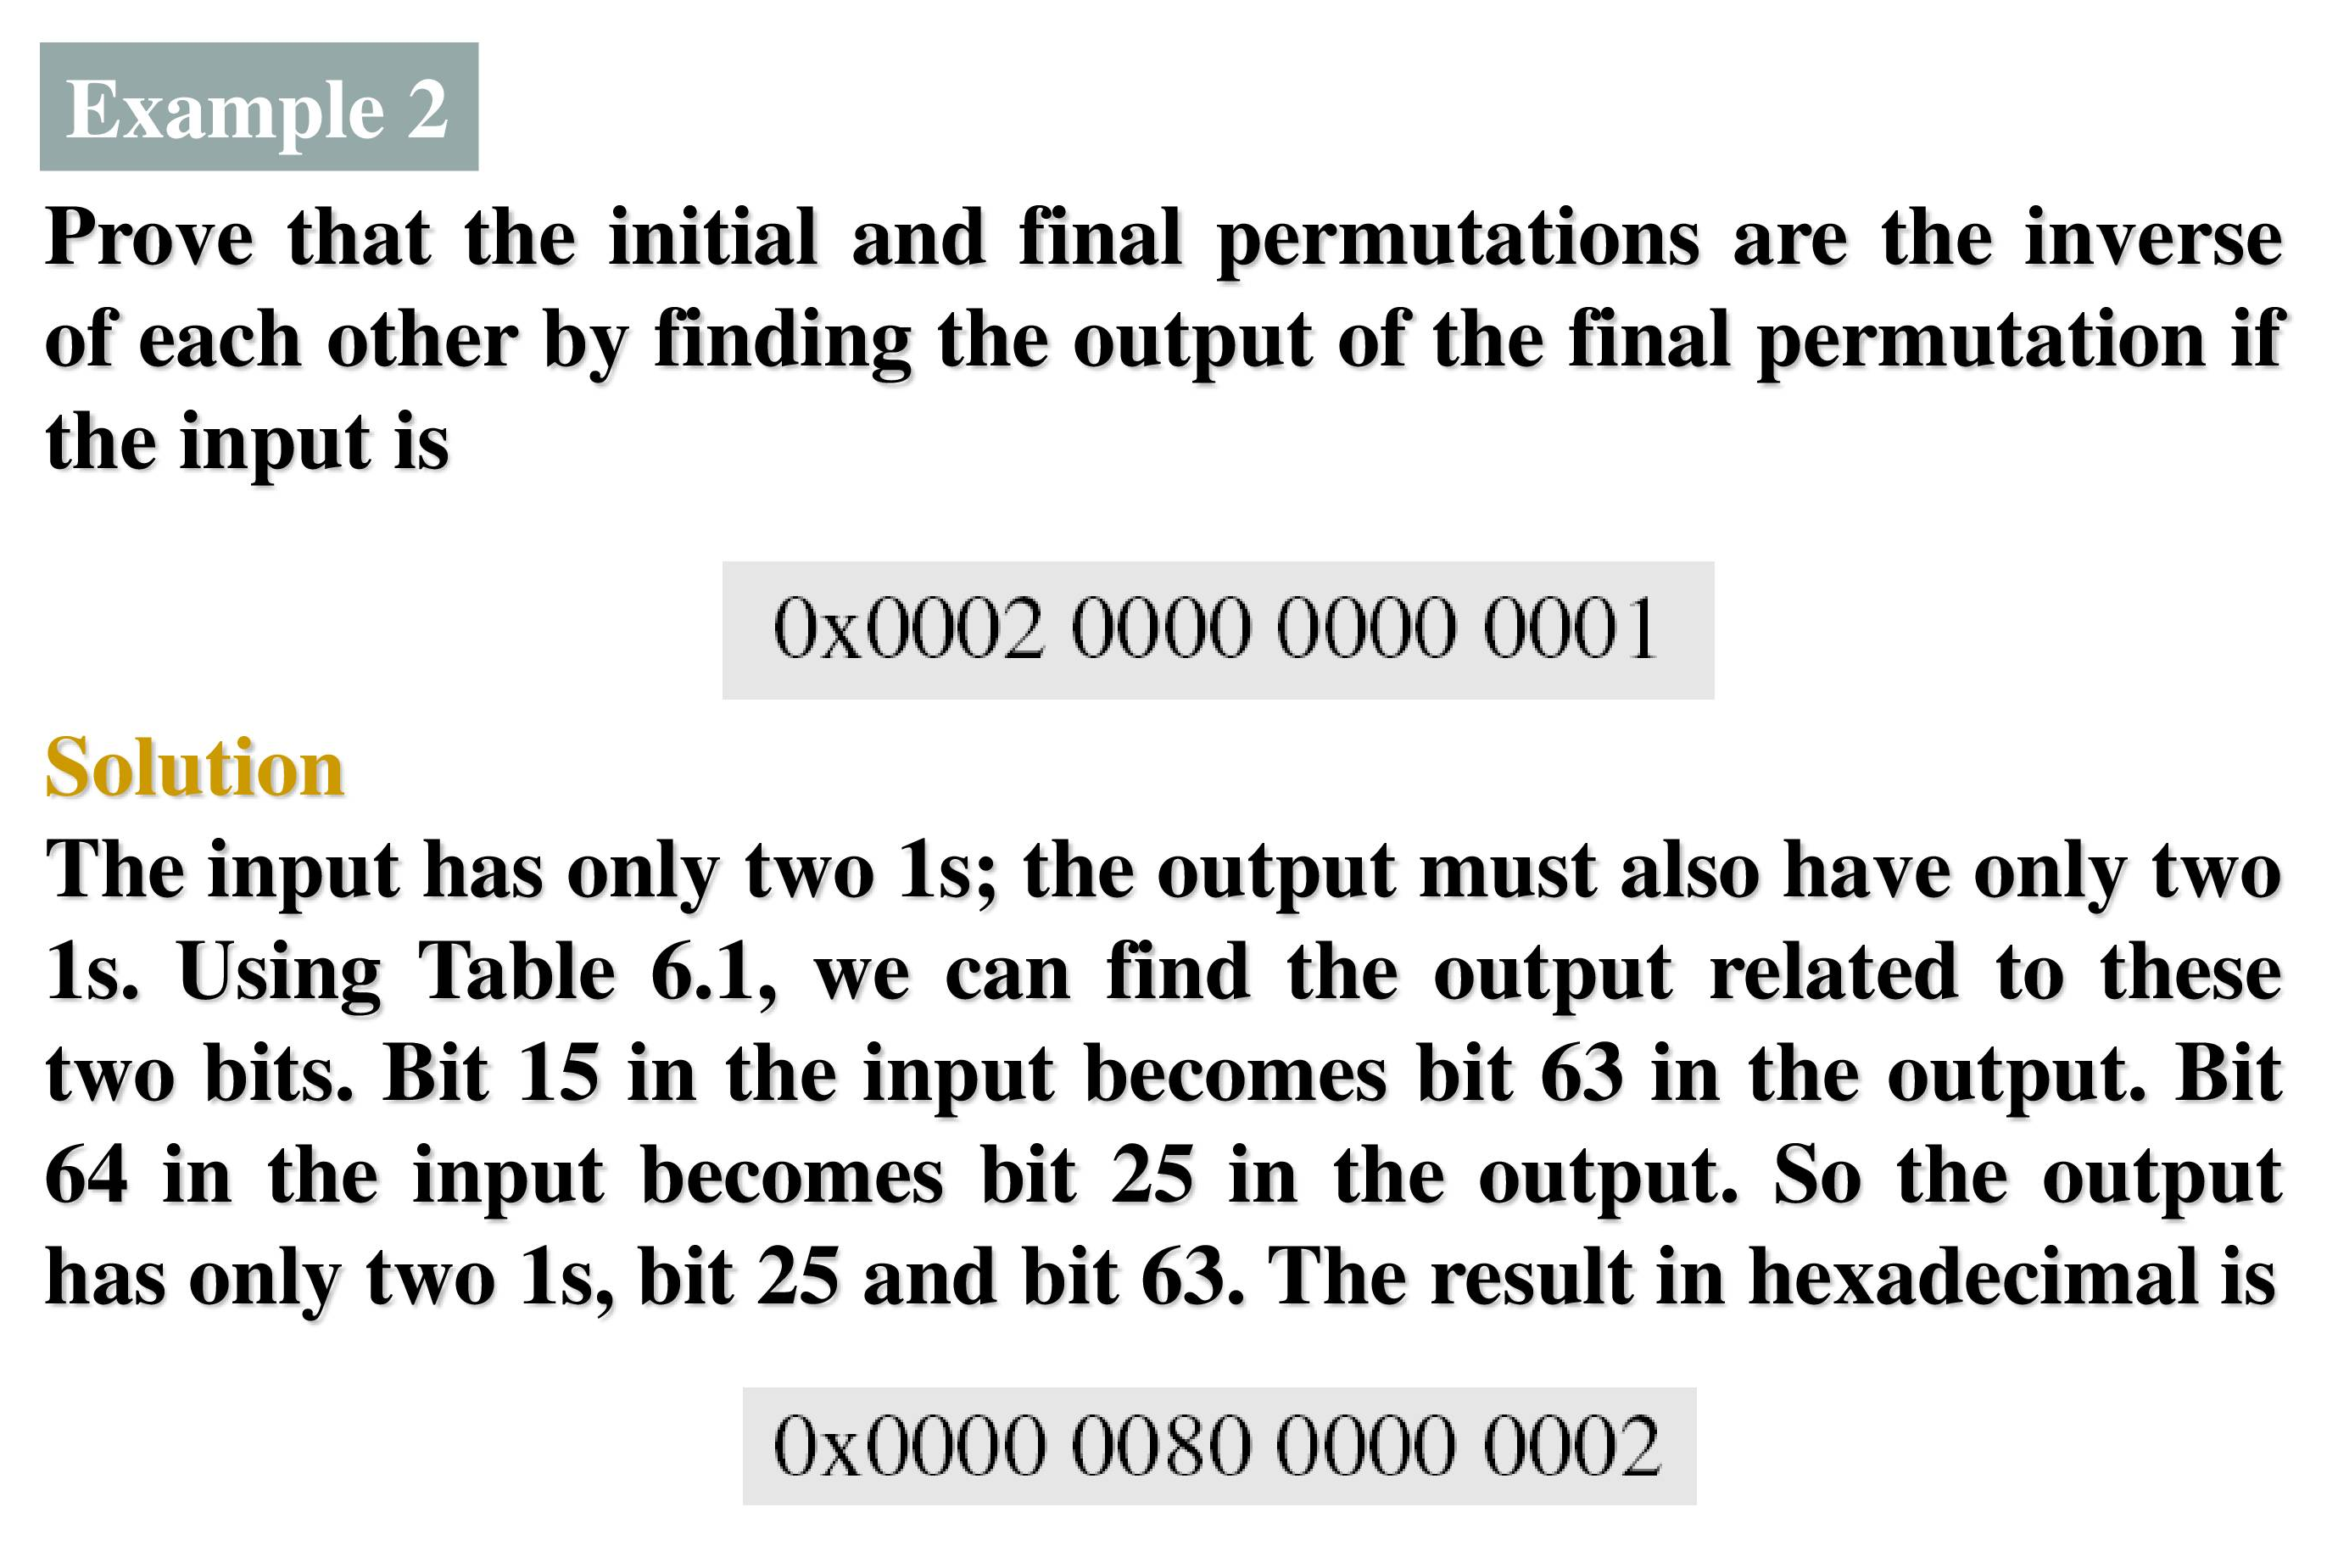 Example 2
Prove that the initial and final permutations are the inverse
of each other by finding the output of the final permutation if
the input is
0x0002 0000 0000 0001
Solution
The input has only two 1s; the output must also have only two
1s. Using Table 6.1, we can find the output related to these
two bits. Bit 15 in the input becomes bit 63 in the output. Bit
64 in the input becomes bit 25 in the output. So the output
has only two 1s, bit 25 and bit 63. The result in hexadecimal is
0x0000 0080 0000 0002